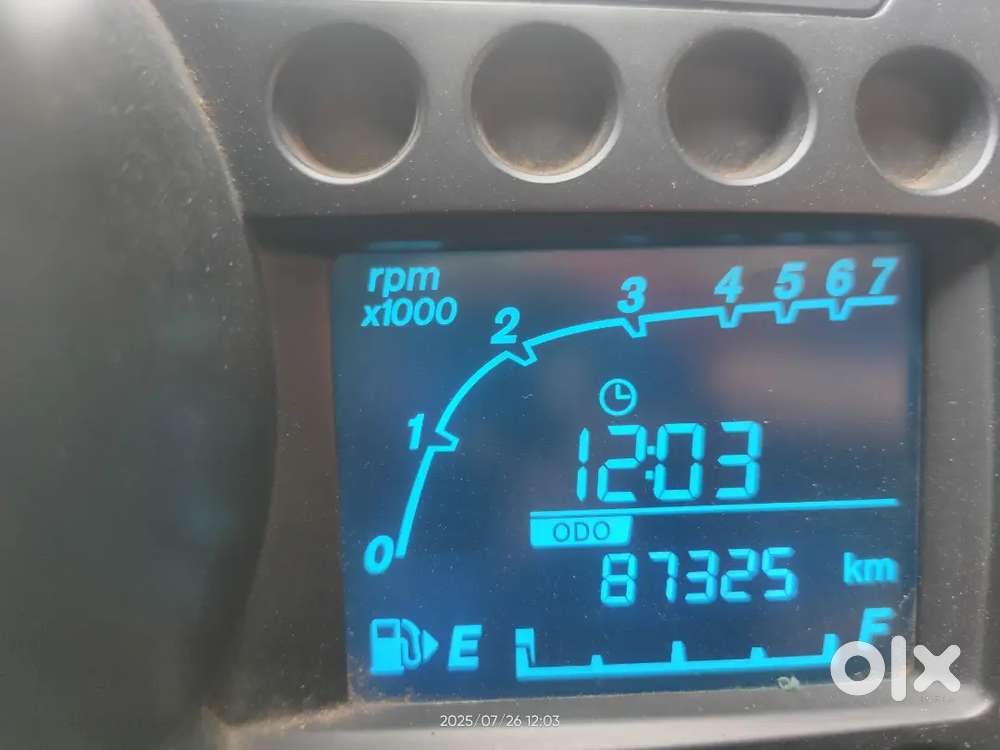 rpm
x1000
0 1 2 3 4 5 6 7
12:03
ODO
87325 km
E F
olx
2025/07/26 12:03